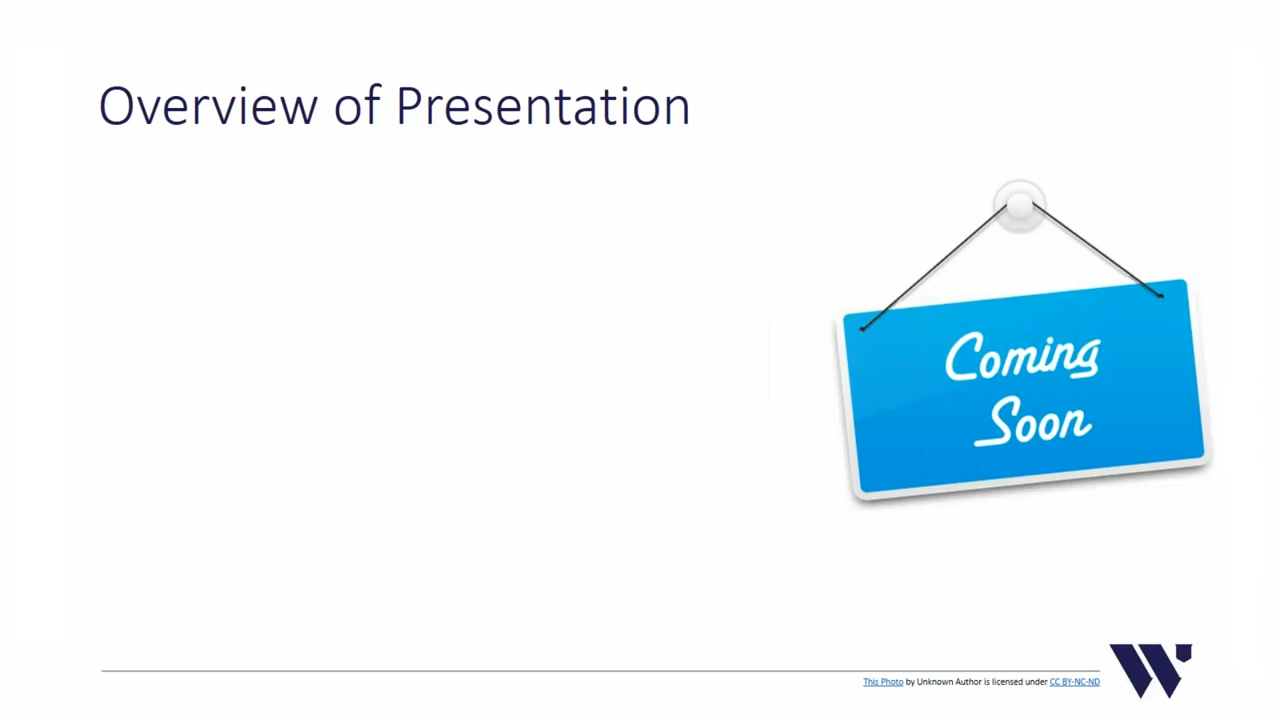 Overview of Presentation
Coming
Soon
This Photo by Unknown Author is licensed under CC BY-NC-ND